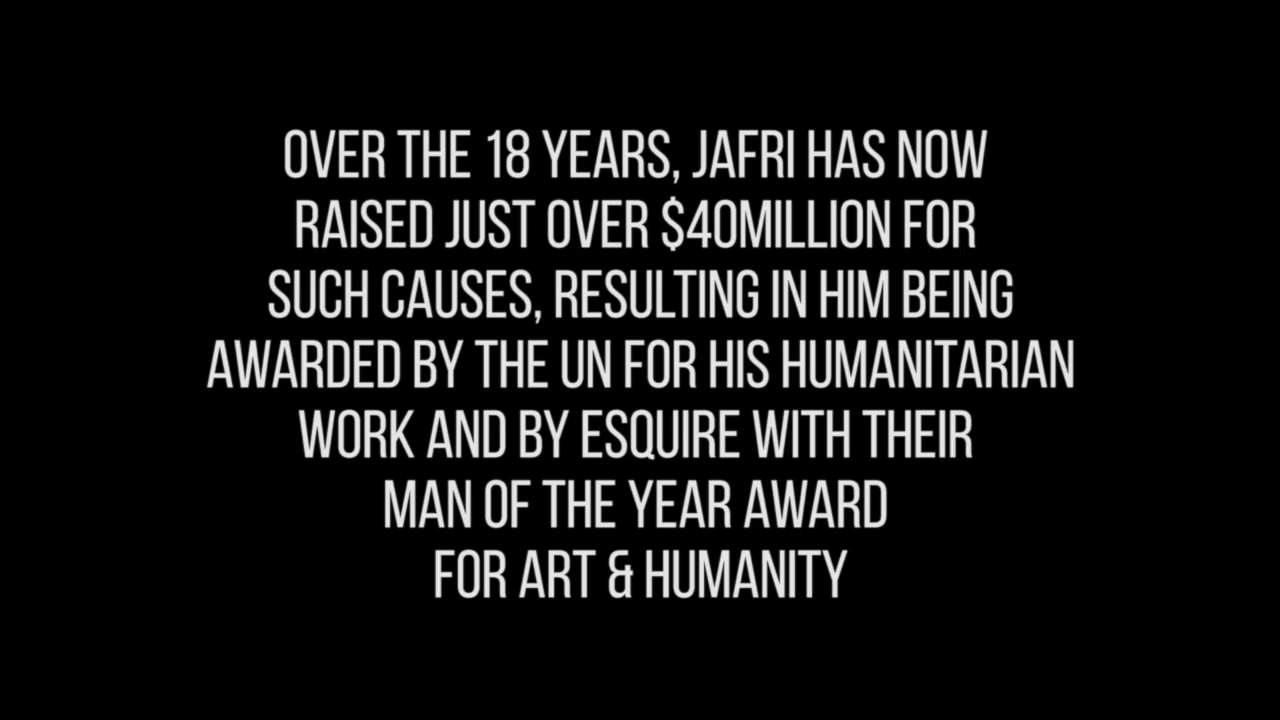 OVER THE 18 YEARS, JAFRI HAS NOW
RAISED JUST OVER $40MILLION FOR
SUCH CAUSES, RESULTING IN HIM BEING
AWARDED BY THE UN FOR HIS HUMANITARIAN
WORK AND BY ESQUIRE WITH THEIR
MAN OF THE YEAR AWARD
FOR ART & HUMANITY